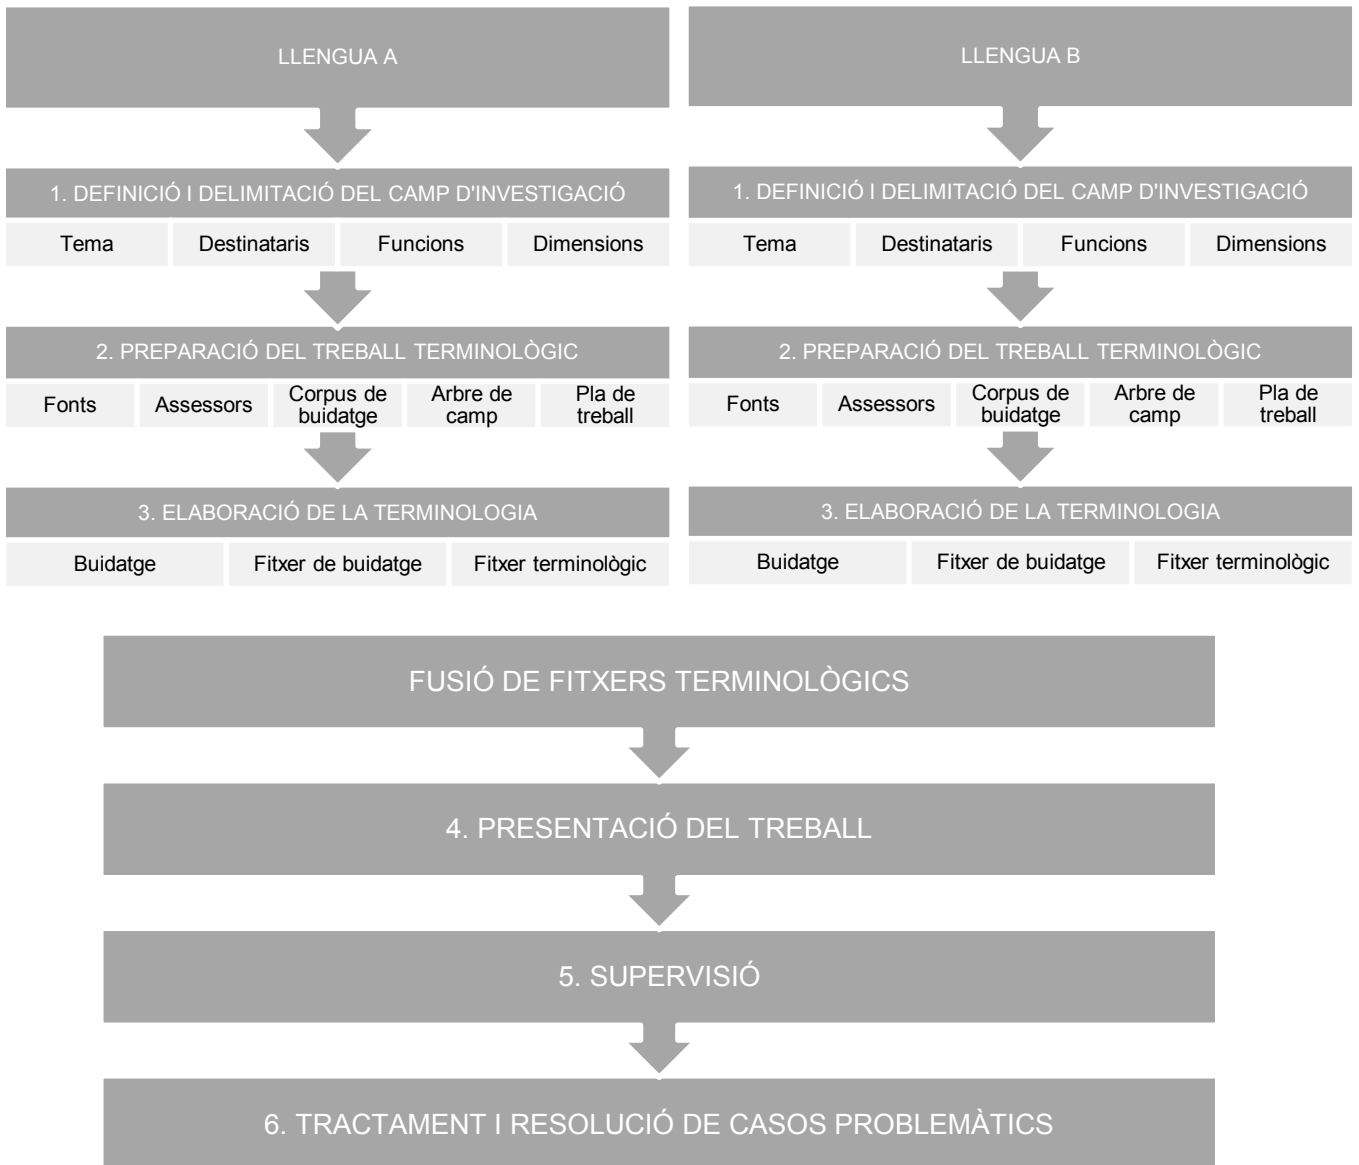 LLENGUA A
1. DEFINICIÓ I DELIMITACIÓ DEL CAMP D'INVESTIGACIÓ
Tema
Destinataris
Funcions
Dimensions
2. PREPARACIÓ DEL TREBALL TERMINOLÒGIC
Fonts
Assessors
Corpus de
buidatge
Arbre de
camp
Pla de
treball
3. ELABORACIÓ DE LA TERMINOLOGIA
Buidatge
Fitxer de buidatge
Fitxer terminològic
LLENGUA B
1. DEFINICIÓ I DELIMITACIÓ DEL CAMP D'INVESTIGACIÓ
Tema
Destinataris
Funcions
Dimensions
2. PREPARACIÓ DEL TREBALL TERMINOLÒGIC
Fonts
Assessors
Corpus de
buidatge
Arbre de
camp
Pla de
treball
3. ELABORACIÓ DE LA TERMINOLOGIA
Buidatge
Fitxer de buidatge
Fitxer terminològic
FUSIÓ DE FITXERS TERMINOLÒGICS
4. PRESENTACIÓ DEL TREBALL
5. SUPERVISIÓ
6. TRACTAMENT I RESOLUCIÓ DE CASOS PROBLEMÀTICS